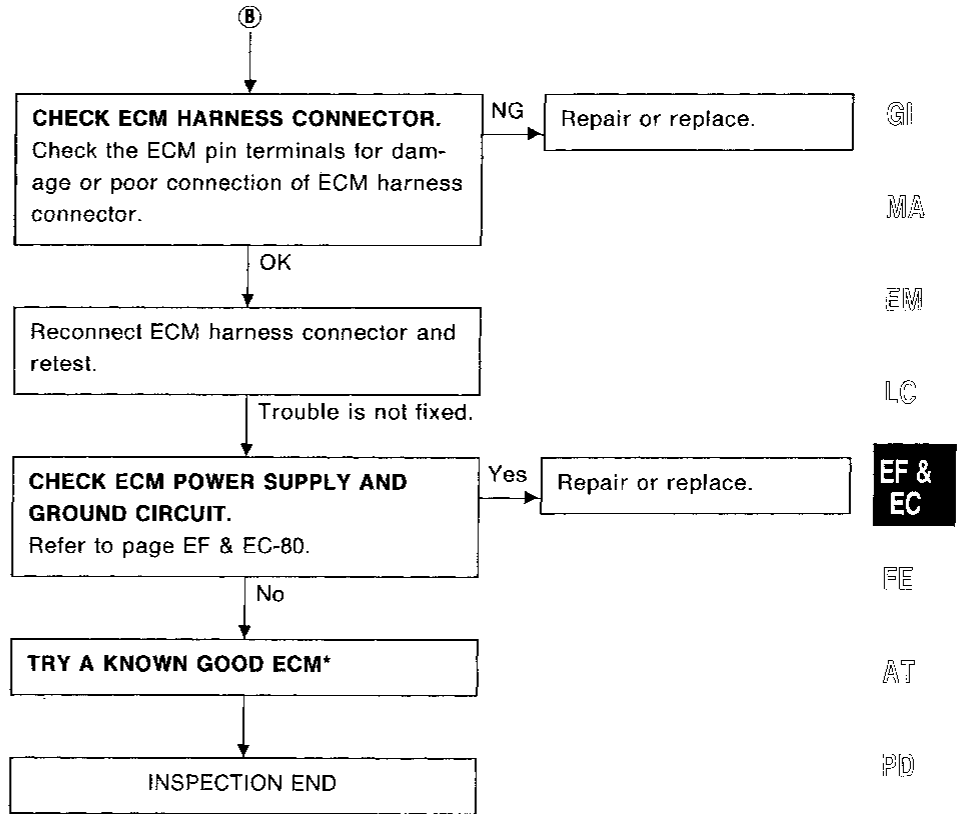 B
CHECK ECM HARNESS CONNECTOR.
Check the ECM pin terminals for dam-
age or poor connection of ECM harness
connector.
NG
Repair or replace.
OK
Reconnect ECM harness connector and
retest.
Trouble is not fixed.
CHECK ECM POWER SUPPLY AND
GROUND CIRCUIT.
Refer to page EF & EC-80.
Yes
Repair or replace.
No
TRY A KNOWN GOOD ECM*
INSPECTION END
GI
MA
EM
LC
EF &
EC
FE
AT
PD